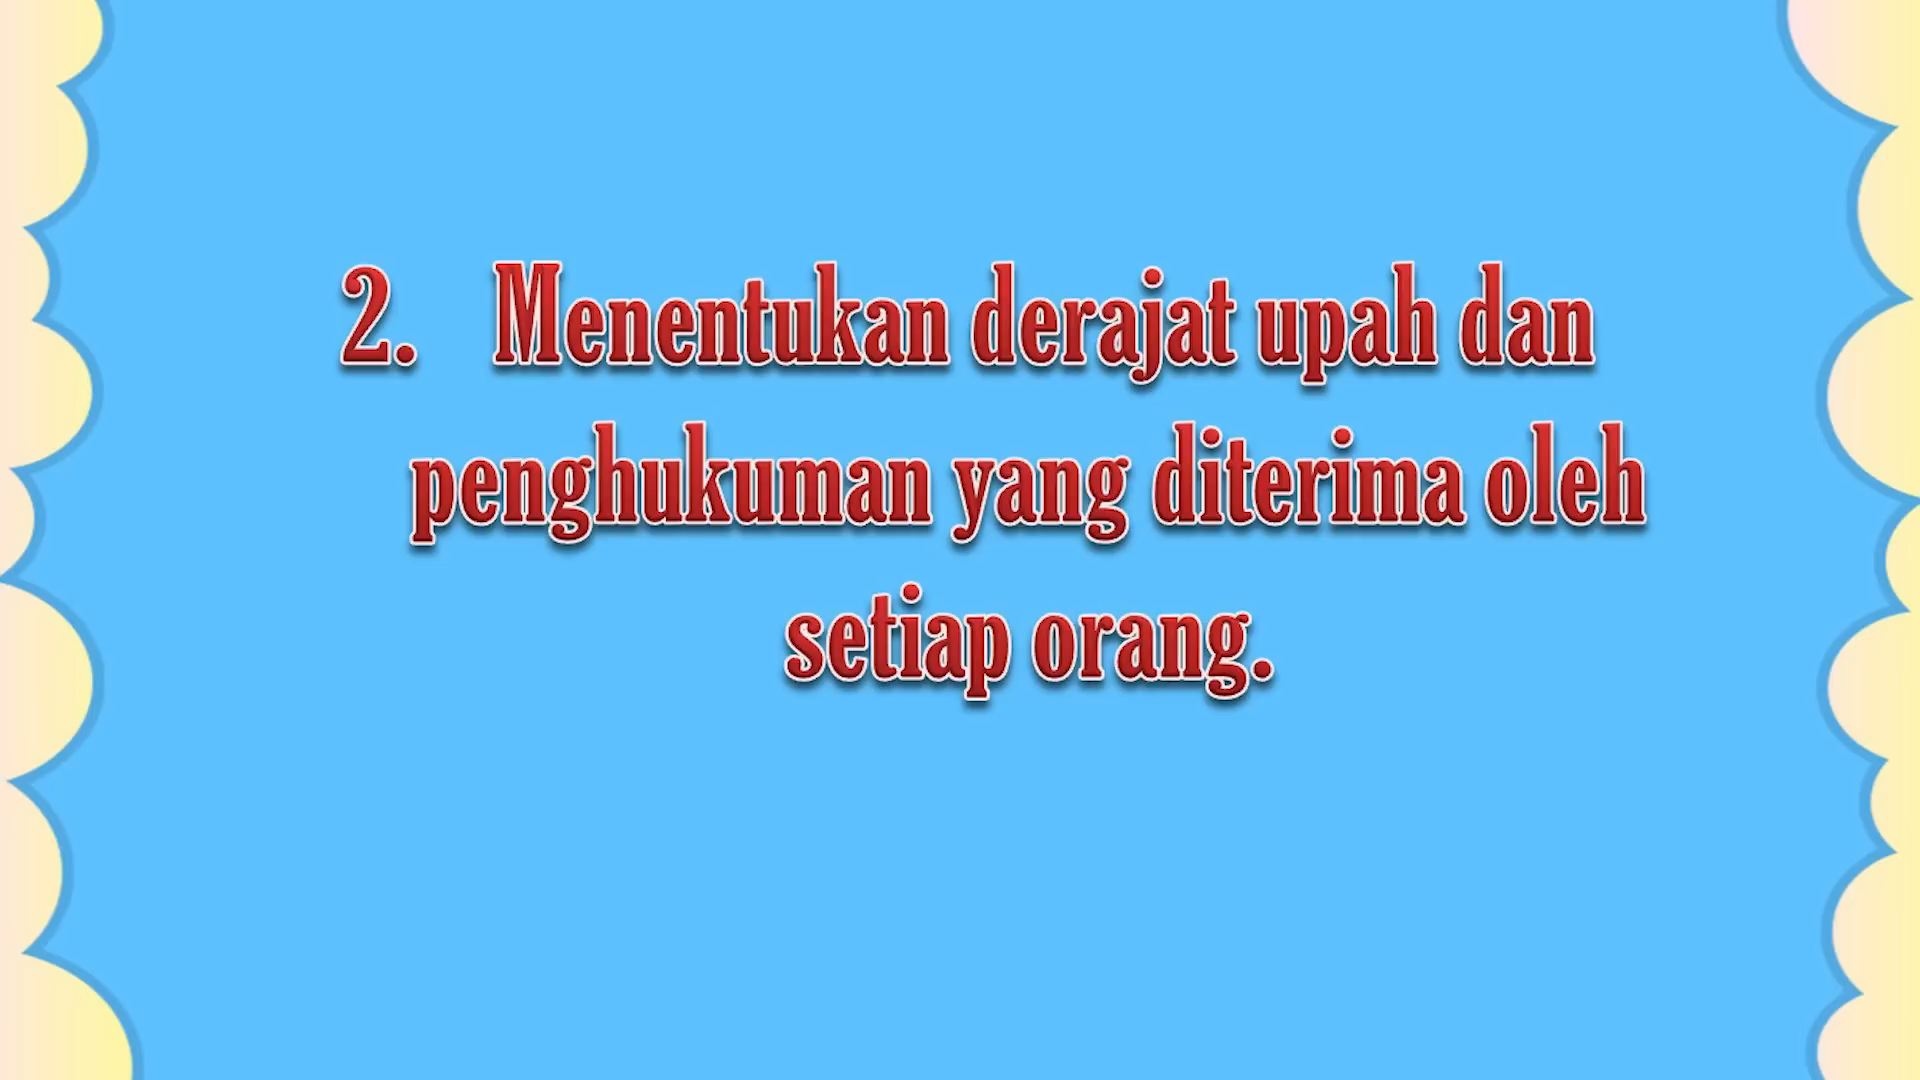 2. Menentukan derajat upah dan
penghukuman yang diterima oleh
setiap orang.